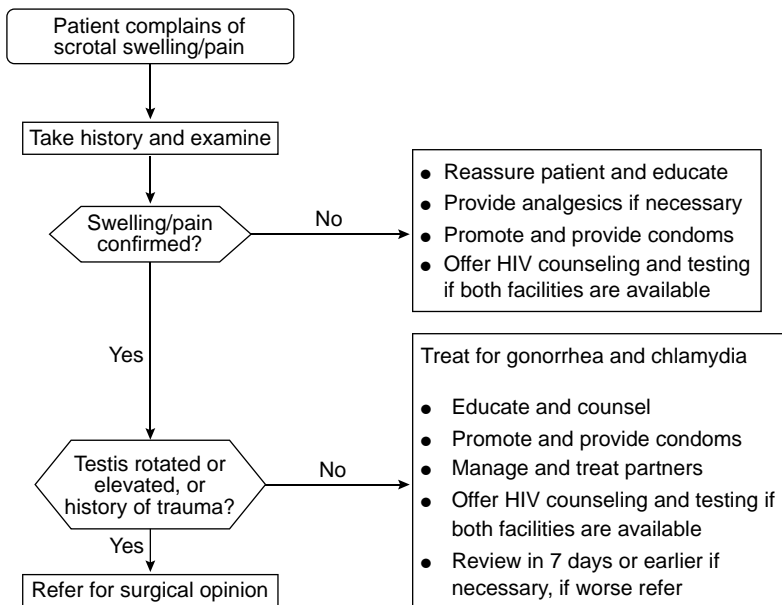 Patient complains of
scrotal swelling/pain
Take history and examine
Swelling/pain
confirmed?
No
● Reassure patient and educate
● Provide analgesics if necessary
● Promote and provide condoms
● Offer HIV counseling and testing
if both facilities are available
Yes
Testis rotated or
elevated, or
history of trauma?
No
Treat for gonorrhea and chlamydia
● Educate and counsel
● Promote and provide condoms
● Manage and treat partners
● Offer HIV counseling and testing if
both facilities are available
● Review in 7 days or earlier if
necessary, if worse refer
Yes
Refer for surgical opinion